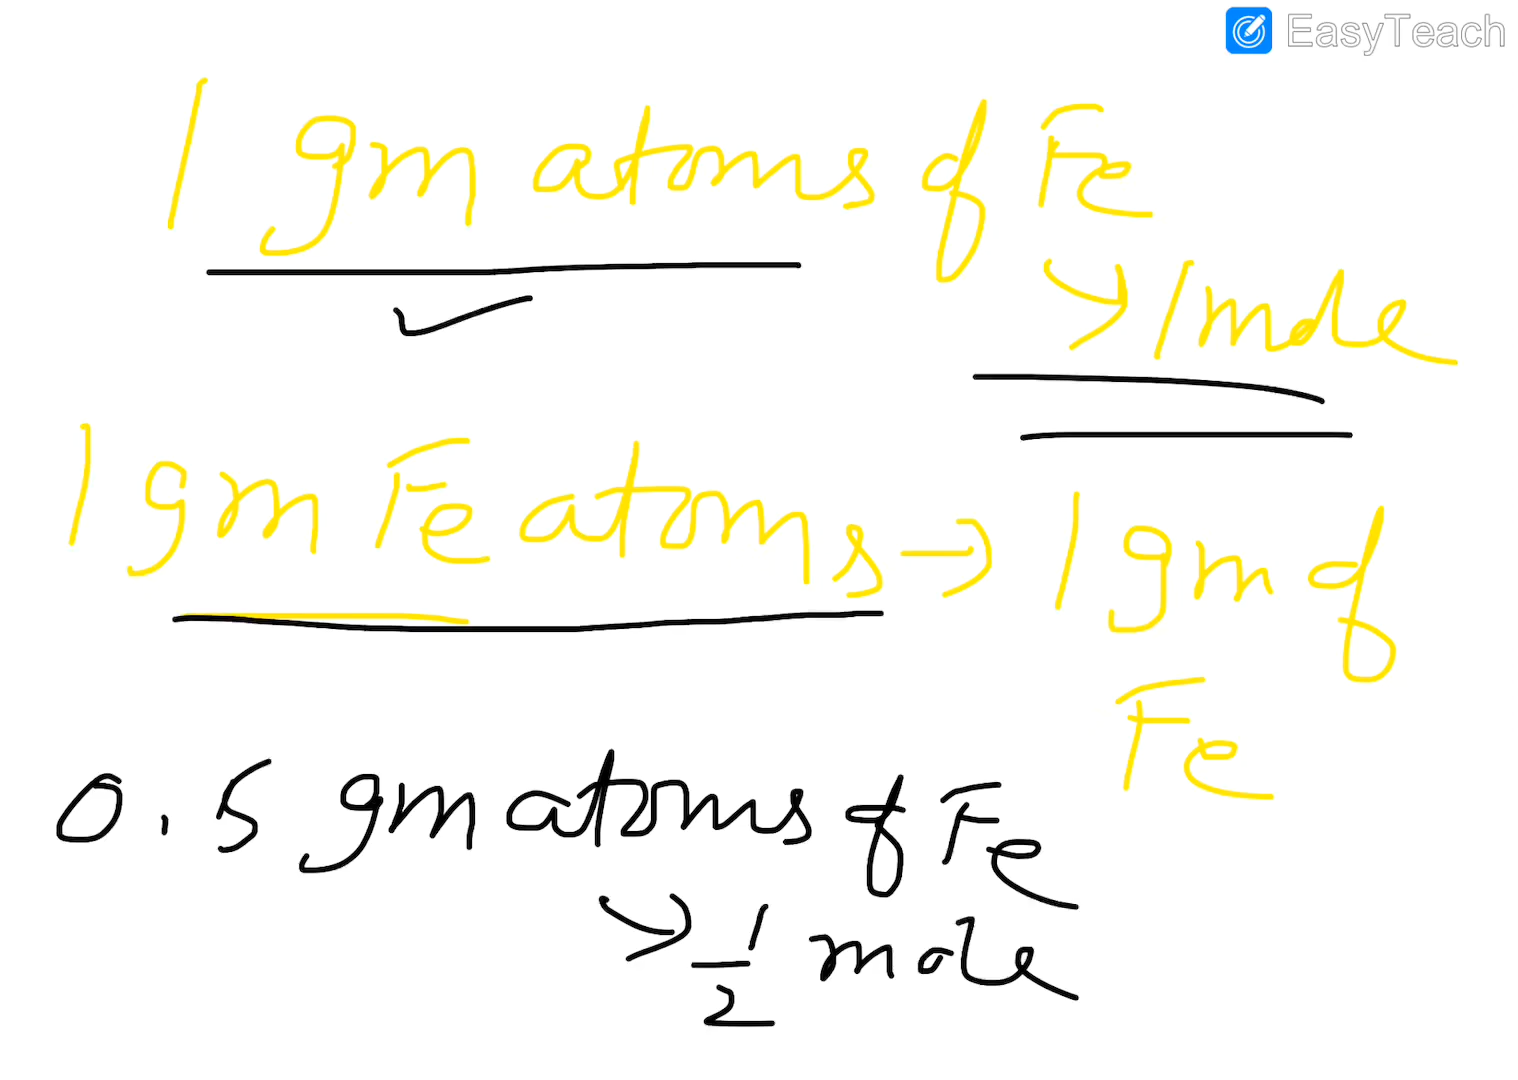 EasyTeach
1 gm atoms of Fe
→ 1 mole
1 gm Fe atoms → 1 gm of
Fe
0.5 gm atoms of Fe
→ 1/2 mole